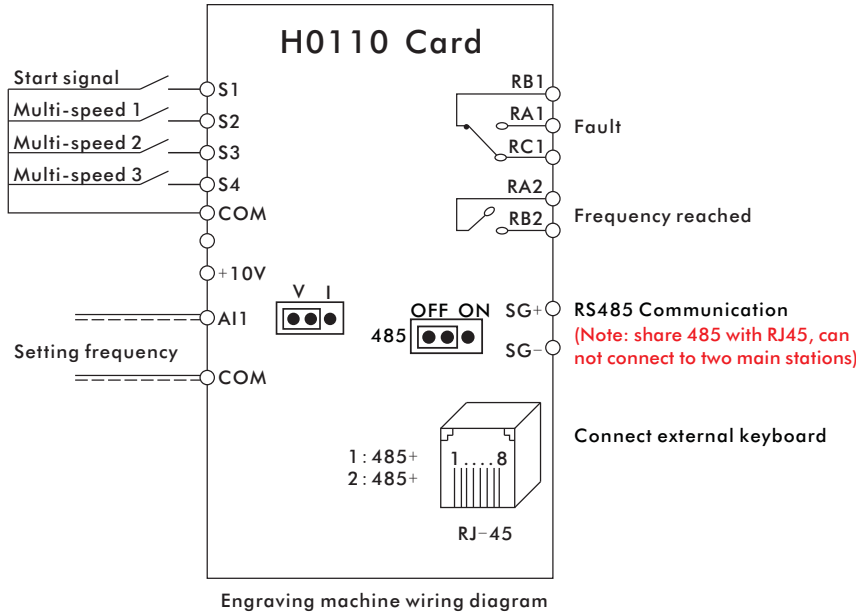 H0110 Card
Start signal
S1
Multi-speed 1
S2
Multi-speed 2
S3
Multi-speed 3
S4
COM
+10V
V I
AI1
Setting frequency
COM
RB1
RA1
Fault
RC1
RA2
RB2
Frequency reached
OFF ON
485
SG+
RS485 Communication
(Note: share 485 with RJ45, can
not connect to two main stations)
SG-
Connect external keyboard
1:485+
2:485+
1....8
RJ-45
Engraving machine wiring diagram